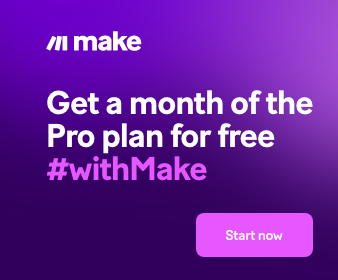 make
Get a month of the
Pro plan for free
#withMake
Start now